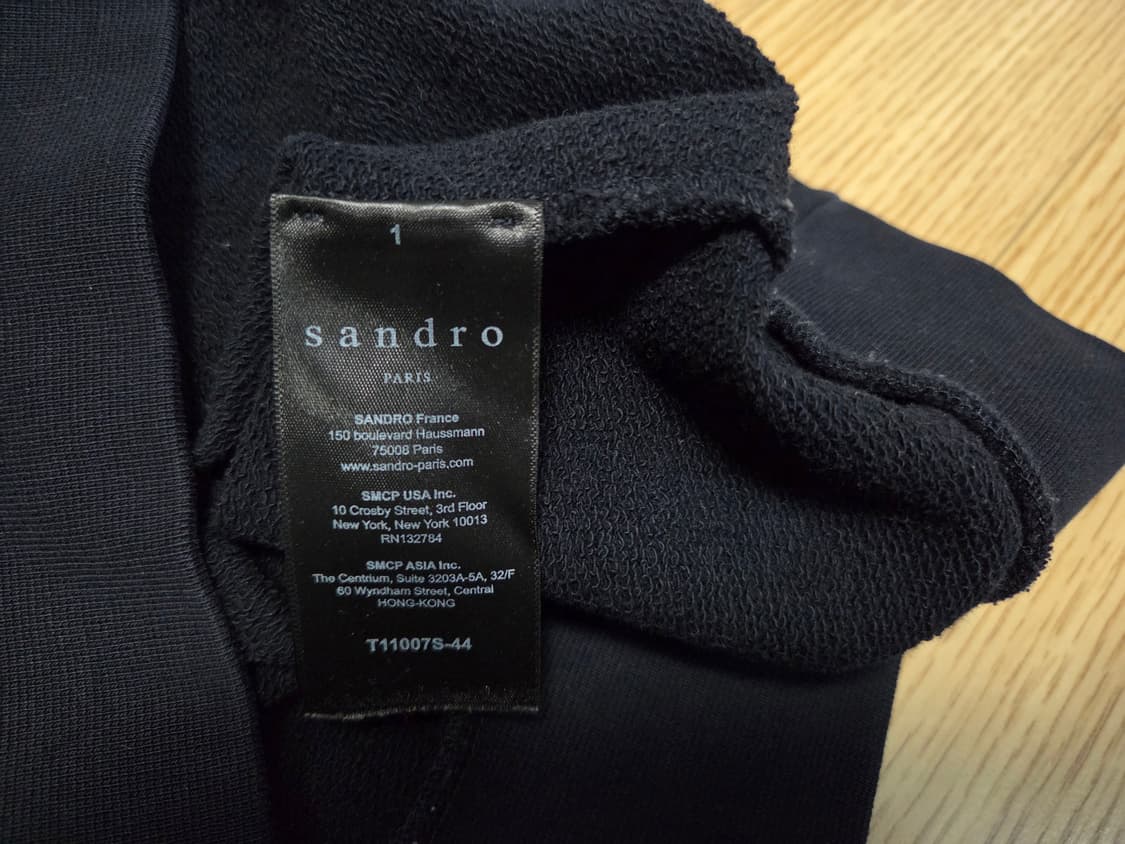 1
sandro
PARIS
SANDRO France
150 boulevard Haussmann
75008 Paris
www.sandro-paris.com
SMCP USA Inc.
10 Crosby Street, 3rd Floor
New York, New York 10013
RN132784
SMCP ASIA Inc.
The Centrium, Suite 3203A-5A, 32/F
60 Wyndham Street, Central
HONG-KONG
T11007S-44